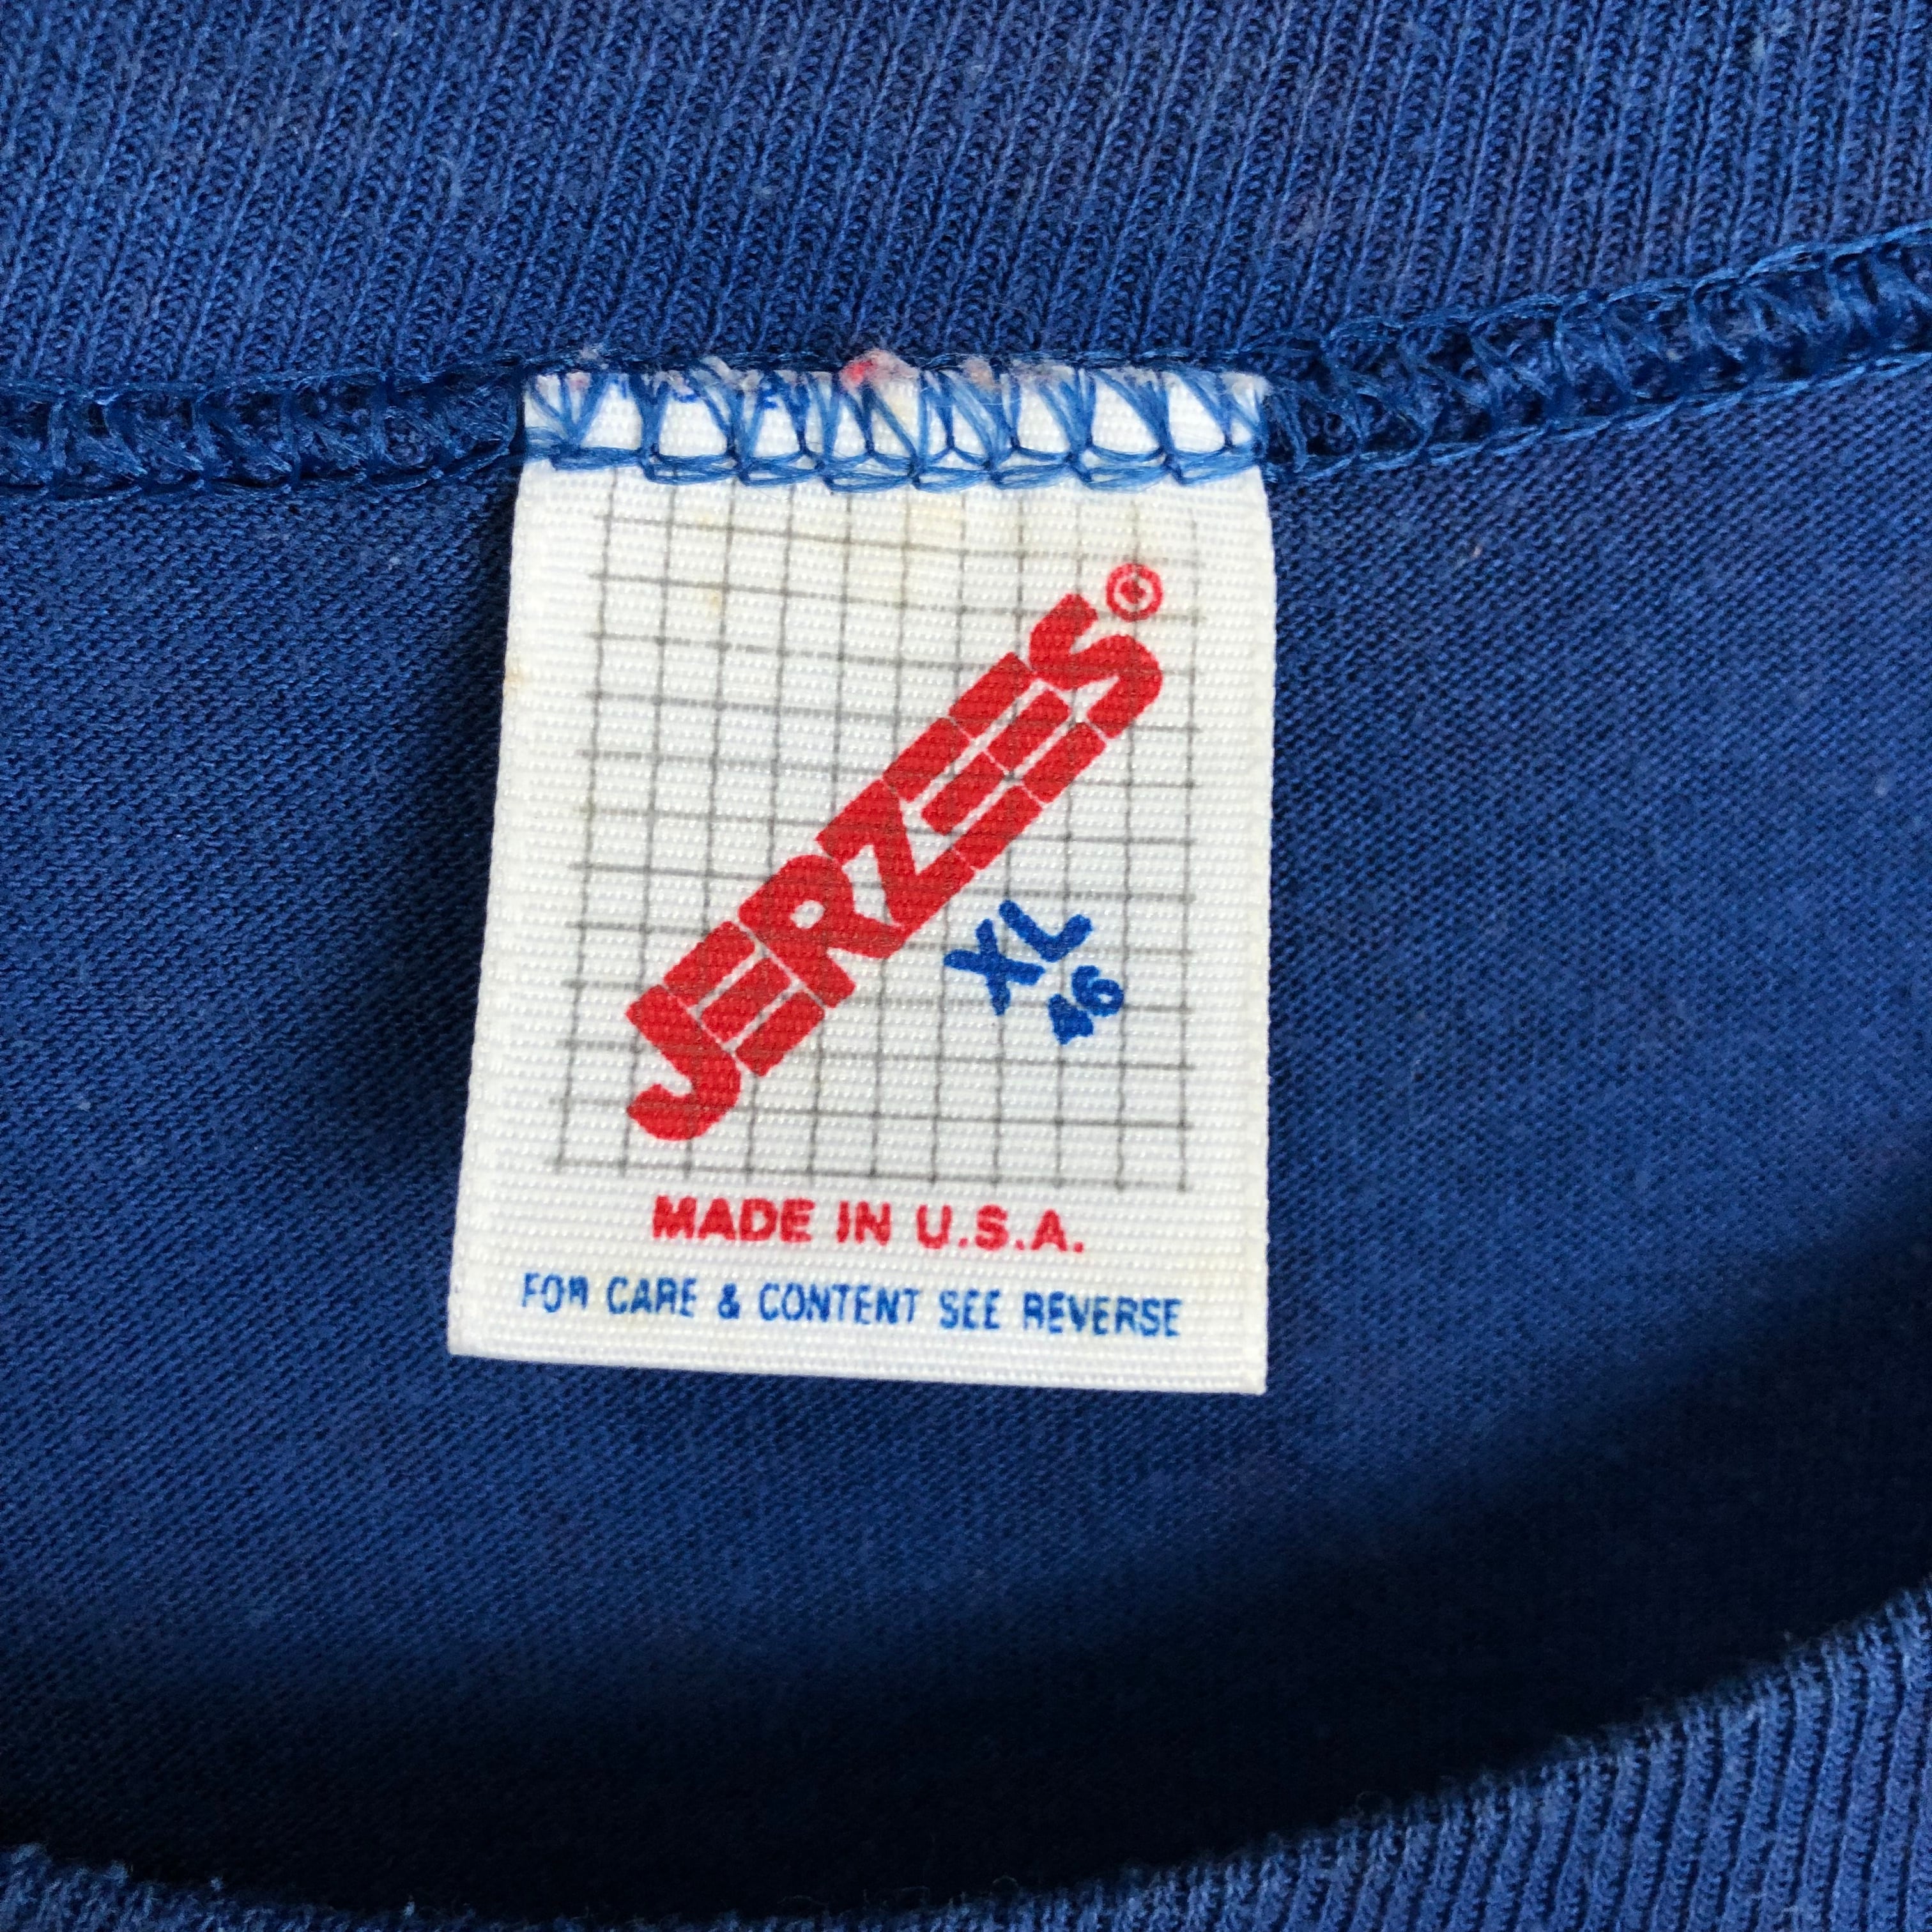 JERZEES®
XL
46
MADE IN U.S.A.
FOR CARE & CONTENT SEE REVERSE